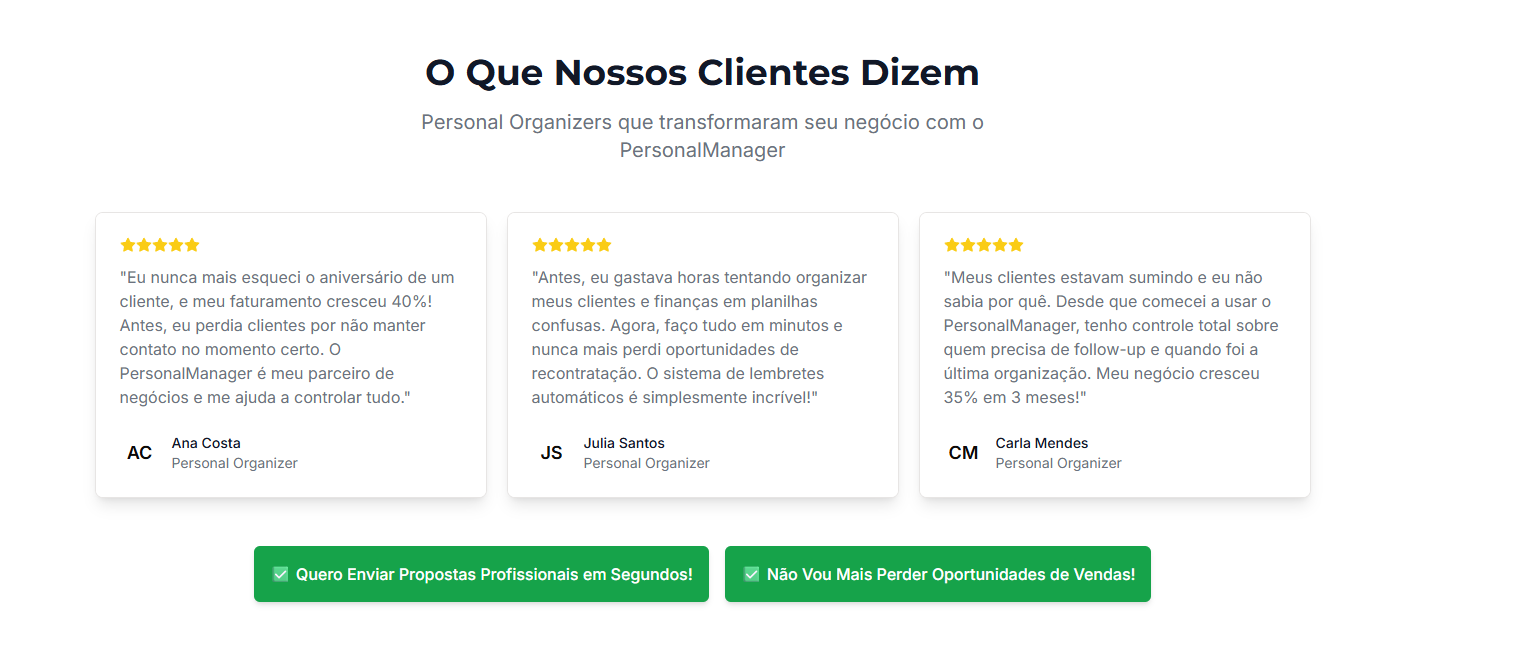 O Que Nossos Clientes Dizem
Personal Organizers que transformaram seu negócio com o
PersonalManager
"Eu nunca mais esqueci o aniversário de um
cliente, e meu faturamento cresceu 40%!
Antes, eu perdia clientes por não manter
contato no momento certo. O
PersonalManager é meu parceiro de
negócios e me ajuda a controlar tudo."
AC
Ana Costa
Personal Organizer
"Antes, eu gastava horas tentando organizar
meus clientes e finanças em planilhas
confusas. Agora, faço tudo em minutos e
nunca mais perdi oportunidades de
recontratação. O sistema de lembretes
automáticos é simplesmente incrível!"
JS
Julia Santos
Personal Organizer
"Meus clientes estavam sumindo e eu não
sabia por quê. Desde que comecei a usar o
PersonalManager, tenho controle total sobre
quem precisa de follow-up e quando foi a
última organização. Meu negócio cresceu
35% em 3 meses!"
CM
Carla Mendes
Personal Organizer
✅ Quero Enviar Propostas Profissionais em Segundos!
✅ Não Vou Mais Perder Oportunidades de Vendas!